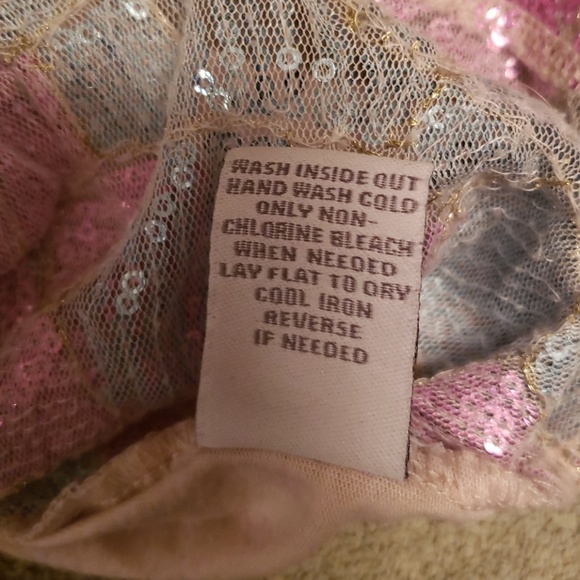 WASH INSIDE OUT
HAND WASH COLD
ONLY NON-
CHLORINE BLEACH
WHEN NEEDED
LAY FLAT TO DRY
COOL IRON
REVERSE
IF NEEDED